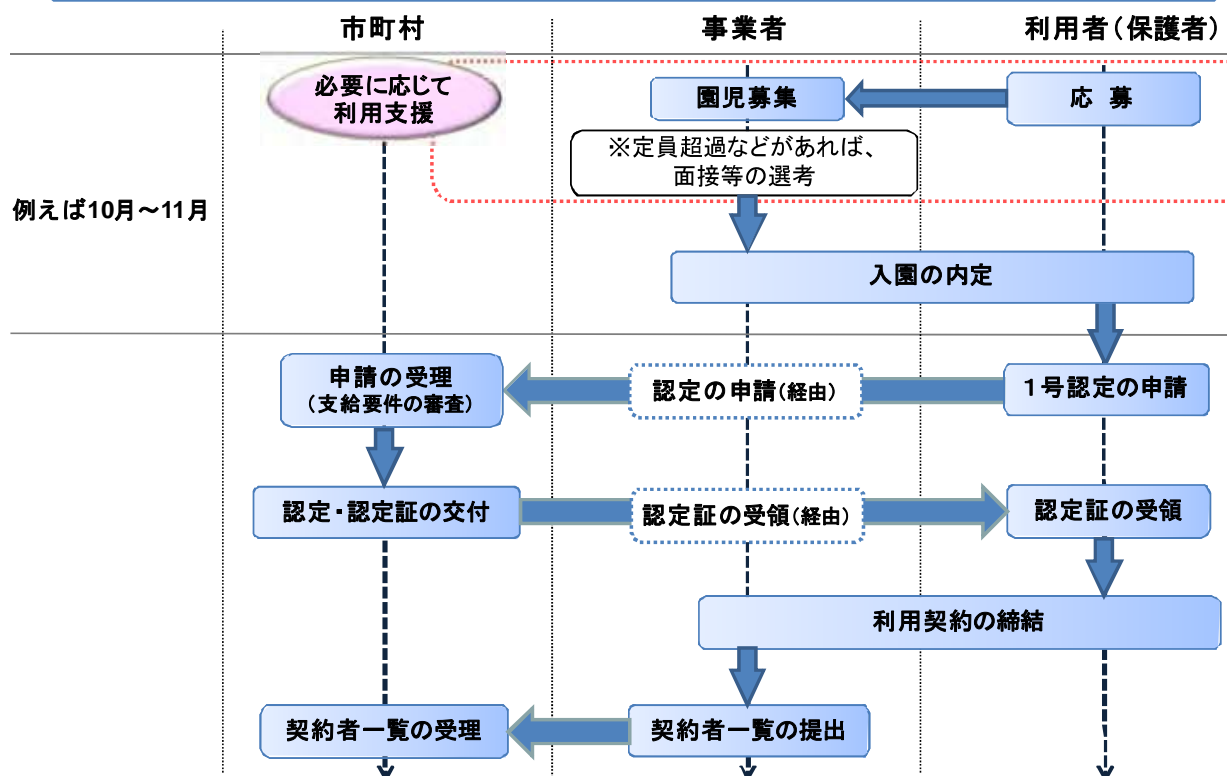 市町村
事業者
利用者(保護者)
必要に応じて
利用支援
園児募集
応 募
※定員超過などがあれば、
面接等の選考
例えば10月～11月
入園の内定
申請の受理
(支給要件の審査)
認定の申請(経由)
1号認定の申請
認定・認定証の交付
認定証の受領(経由)
認定証の受領
利用契約の締結
契約者一覧の受理
契約者一覧の提出